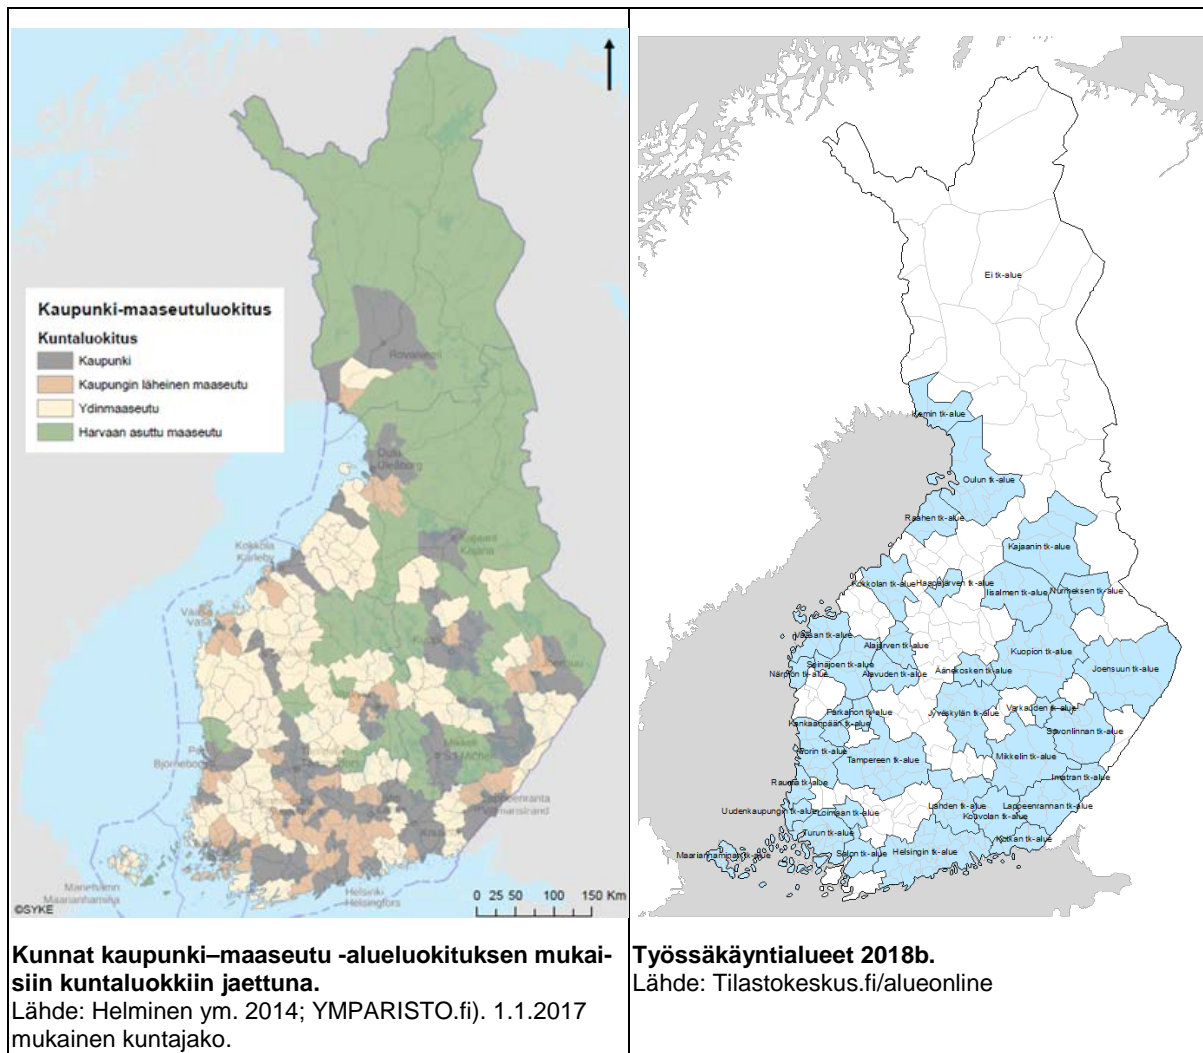 Kaupunki-maaseutuluokitus
Kuntaluokitus
Kaupunki
Kaupungin läheinen maaseutu
Ydinmaaseutu
Harvaan asuttu maaseutu
Rovaniemi
Oulu
Uleåborg
Kajaani
Kajana
Kokkola
Karleby
Vaasa
Vasa
Kuopio
Joensuu
Mikkeli
S:t Michel
Björneborg
Lappeenranta
Villmanstrand
Mariehamn
Maarianhamina
Helsinki
Helsingfors
0 25 50 100 150 Km
©SYKE
Ei tk-alue
Kemin tk-alue
Oulun tk-alue
Raahen tk-alue
Kajaanin tk-alue
Kokkolan tk-alue
Haapajärven tk-alue
Iisalmen tk-alue
Nurmeksen tk-alue
Vaasan tk-alue
Alajärven tk-alue
Kuopion tk-alue
Seinäjoen tk-alue
Joensuun tk-alue
Närpiön tk-alue
Alavuden tk-alue
Äänekosken tk-alue
Parkanon tk-alue
Jyväskylän tk-alue
Varkauden tk-alue
Kankaanpään tk-alue
Savonlinnan tk-alue
Porin tk-alue
Tampereen tk-alue
Mikkelin tk-alue
Rauma tk-alue
Imatran tk-alue
Uudenkaupungin tk-alue
Loimaan tk-alue
Lahden tk-alue
Lappeenrannan tk-alue
Kouvolan tk-alue
Turun tk-alue
Kotkan tk-alue
Maarianhaminan tk-alue
Salon tk-alue
Helsingin tk-alue
Kunnat kaupunki–maaseutu -alueluokituksen mukai-
siin kuntaluokkiin jaettuna.
Lähde: Helminen ym. 2014; YMPARISTO.fi). 1.1.2017
mukainen kuntajako.
Työssäkäyntialueet 2018b.
Lähde: Tilastokeskus.fi/alueonline